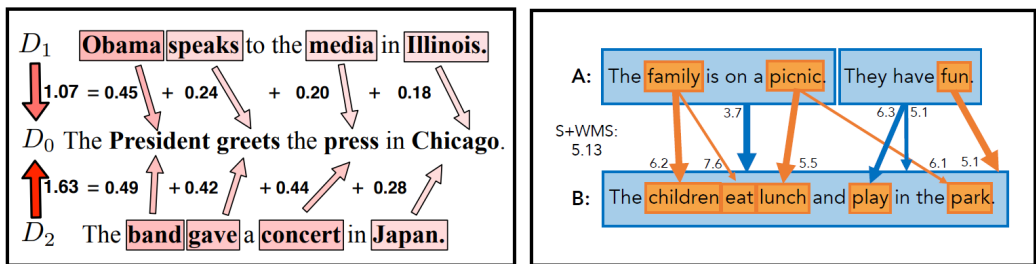 D1 Obama speaks to the media in Illinois.
1.07 = 0.45 + 0.24 + 0.20 + 0.18
D0 The President greets the press in Chicago.
1.63 = 0.49 + 0.42 + 0.44 + 0.28
D2 The band gave a concert in Japan.
A: The family is on a picnic. They have fun.
3.7 6.3 5.1
S+WMS:
5.13
6.2 7.6 5.5 6.1 5.1
B: The children eat lunch and play in the park.